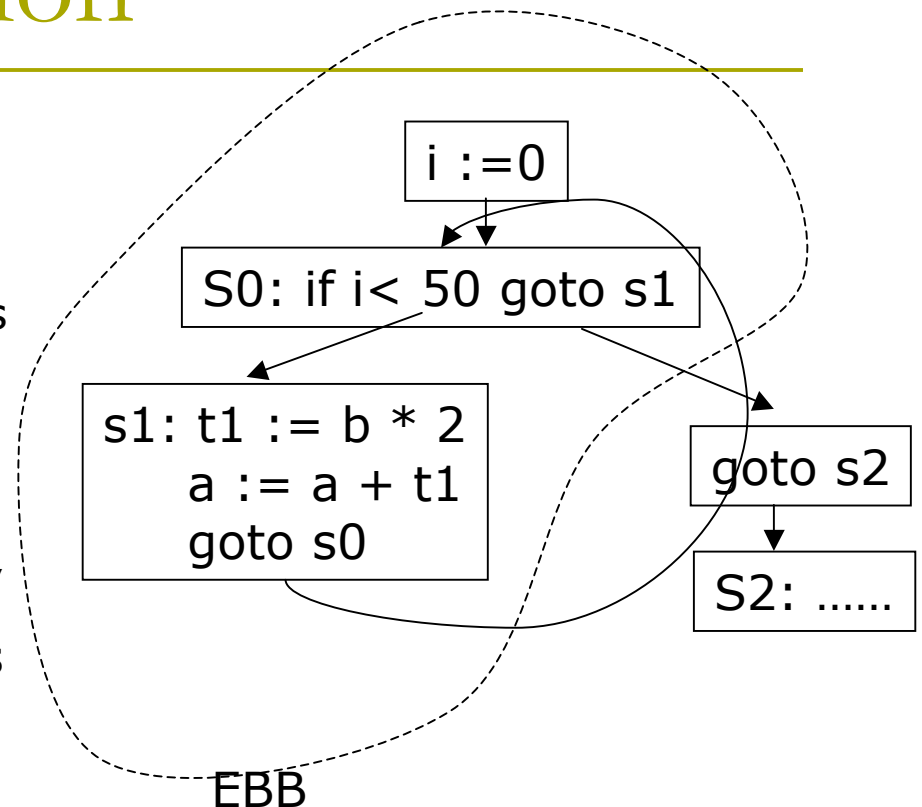 i :=0
S0: if i< 50 goto s1
s1: t1 := b * 2
a := a + t1
goto s0
goto s2
S2: ......
EBB